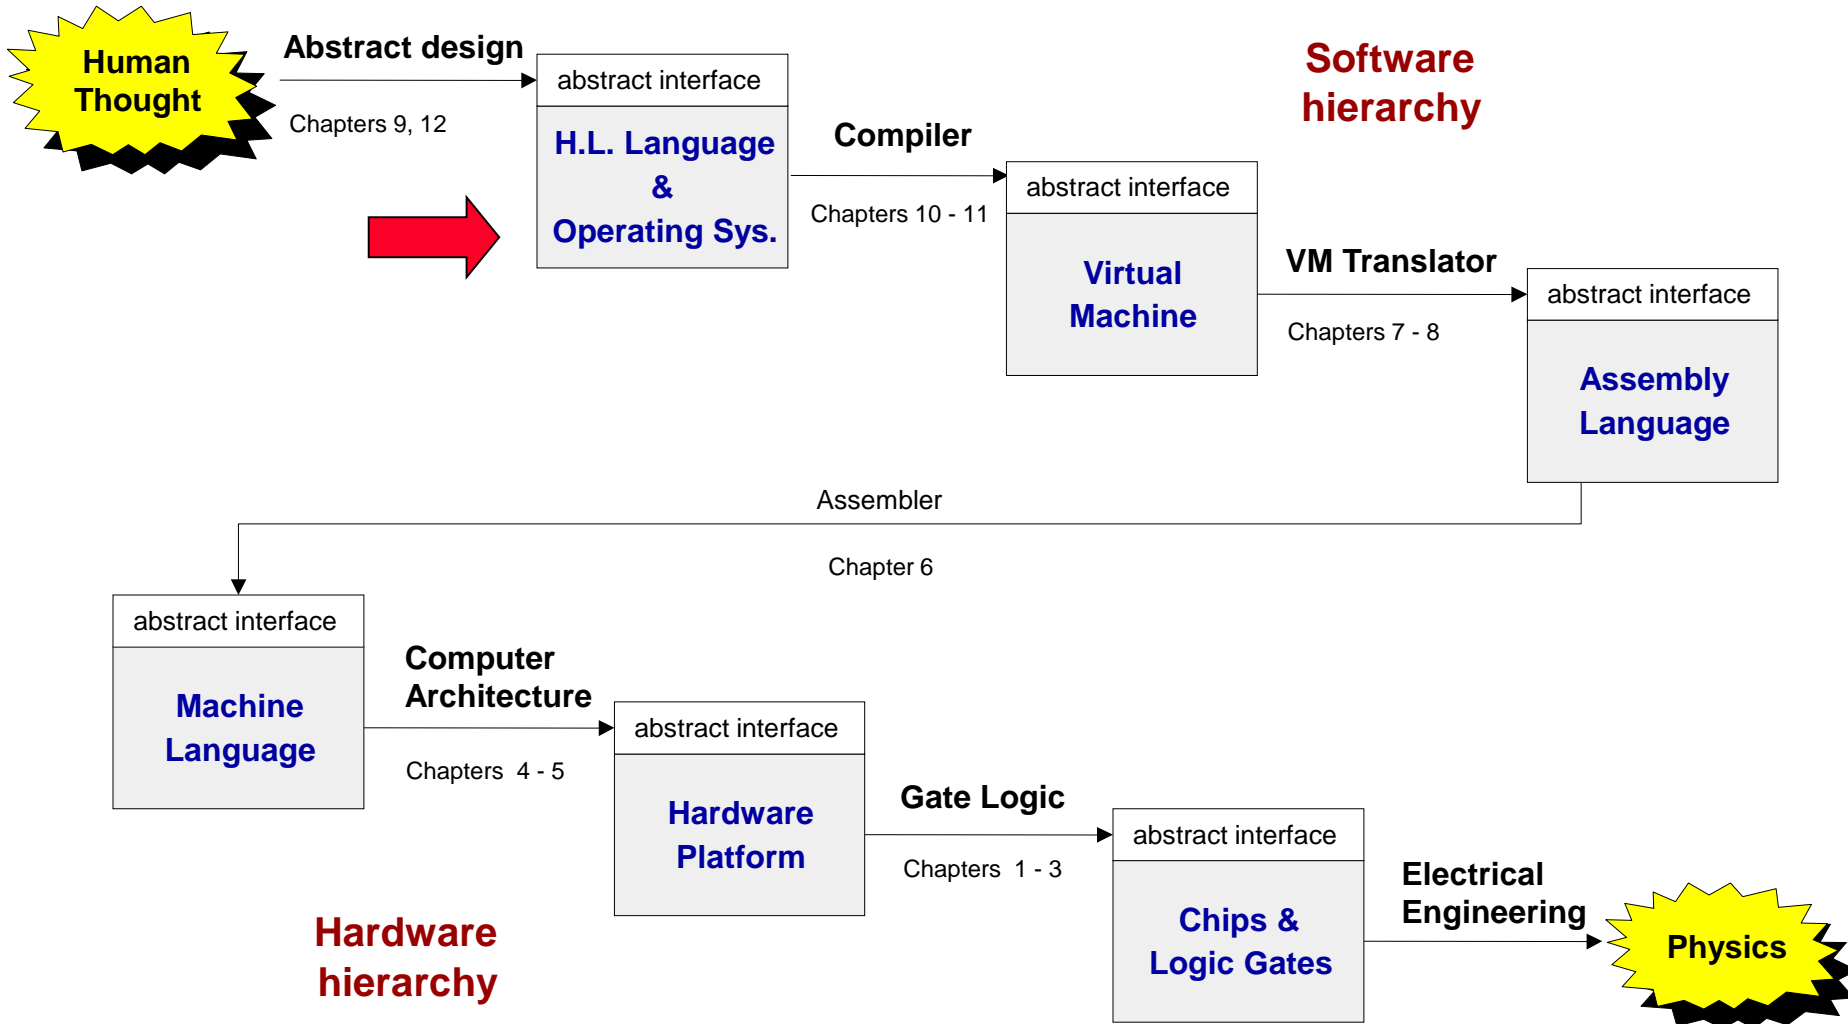 Human
Thought
Abstract design
Chapters 9, 12
abstract interface
H.L. Language
&
Operating Sys.
Compiler
Chapters 10 - 11
Software
hierarchy
abstract interface
Virtual
Machine
VM Translator
Chapters 7 - 8
abstract interface
Assembly
Language
Assembler
Chapter 6
abstract interface
Machine
Language
Computer
Architecture
Chapters 4 - 5
abstract interface
Hardware
Platform
Gate Logic
Chapters 1 - 3
abstract interface
Chips &
Logic Gates
Electrical
Engineering
Physics
Hardware
hierarchy